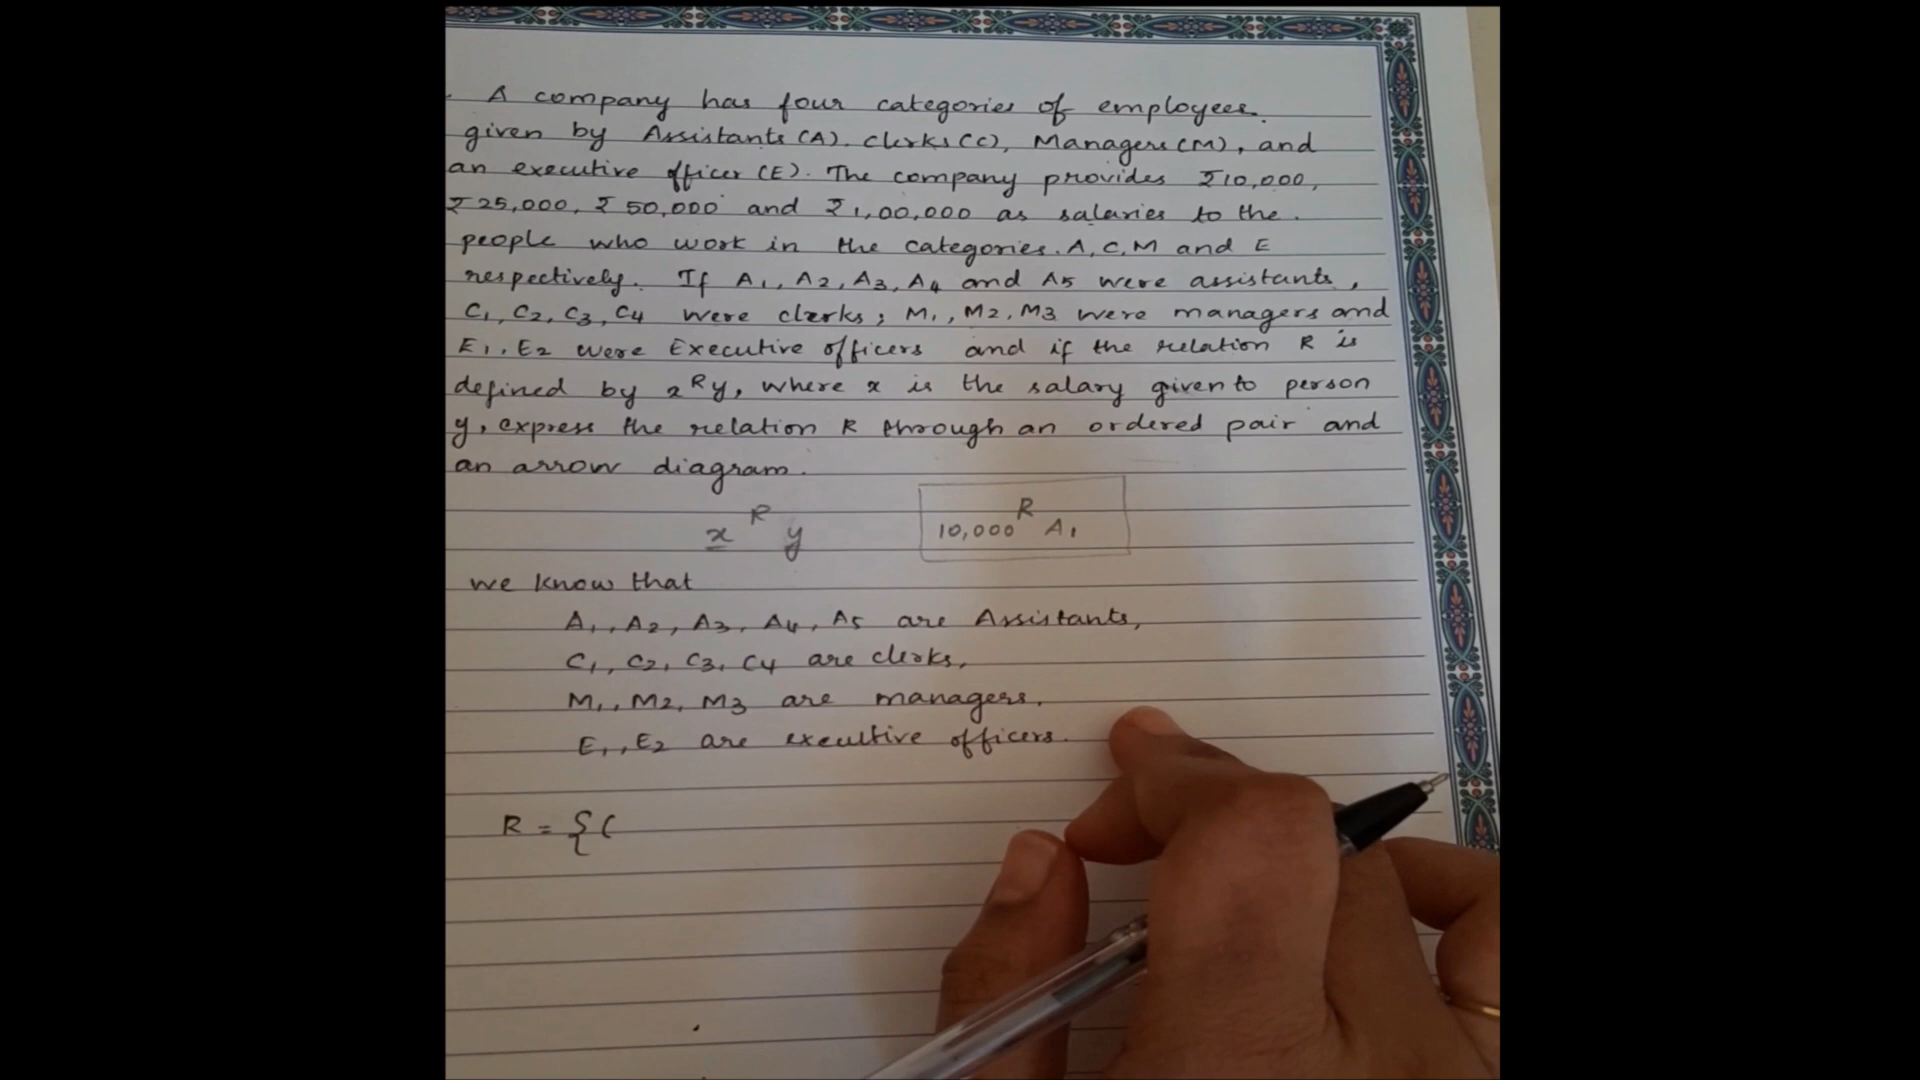 A company has four categories of employees.
given by Assistants (A). clerks (C), Managers (M), and
an executive officer (E). The company provides ₹10,000,
₹25,000, ₹50,000 and ₹1,00,000 as salaries to the
people who work in the categories. A, C, M and E
respectively. If A1, A2, A3, A4 and A5 were assistants,
C1, C2, C3, C4 were clerks; M1, M2, M3 were managers and
E1, E2 were Executive officers and if the relation R is
defined by xRy, where x is the salary given to person
y, express the relation R through an ordered pair and
an arrow diagram.
x R y 10,000 R A1
we know that
A1, A2, A3, A4, A5 are Assistants,
C1, C2, C3, C4 are clerks,
M1, M2, M3 are managers,
E1, E2 are executive officers.
R = {(